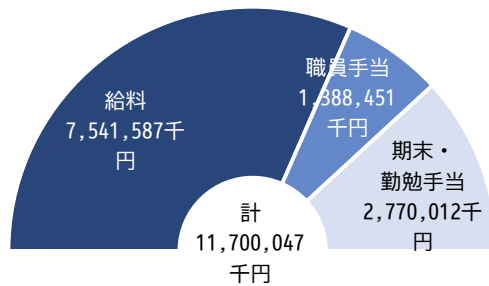 給料
7,541,587千
円
職員手当
1,388,451
千円
期末・
勤勉手当
2,770,012千
円
計
11,700,047
千円